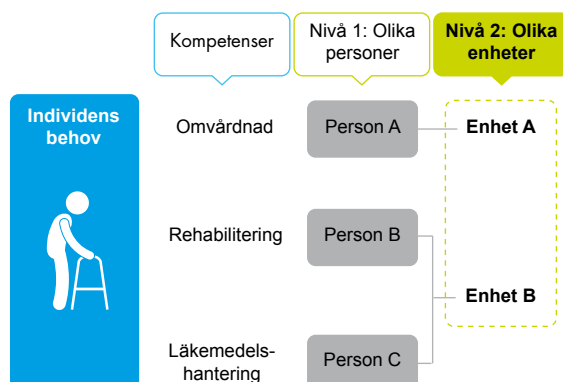 Kompetenser
Nivå 1: Olika
personer
Nivå 2: Olika
enheter
Individens
behov
Omvårdnad
Person A
Enhet A
Rehabilitering
Person B
Enhet B
Läkemedels-
hantering
Person C